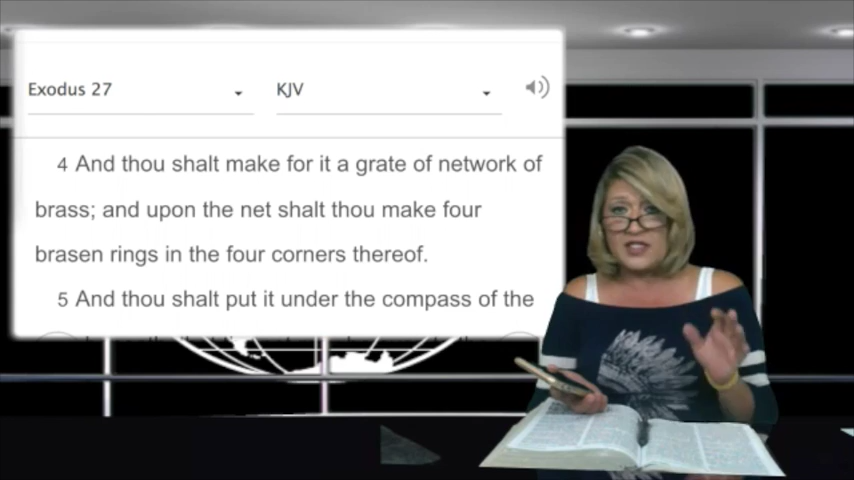 Exodus 27
KJV
4 And thou shalt make for it a grate of network of
brass; and upon the net shalt thou make four
brasen rings in the four corners thereof.
5 And thou shalt put it under the compass of the